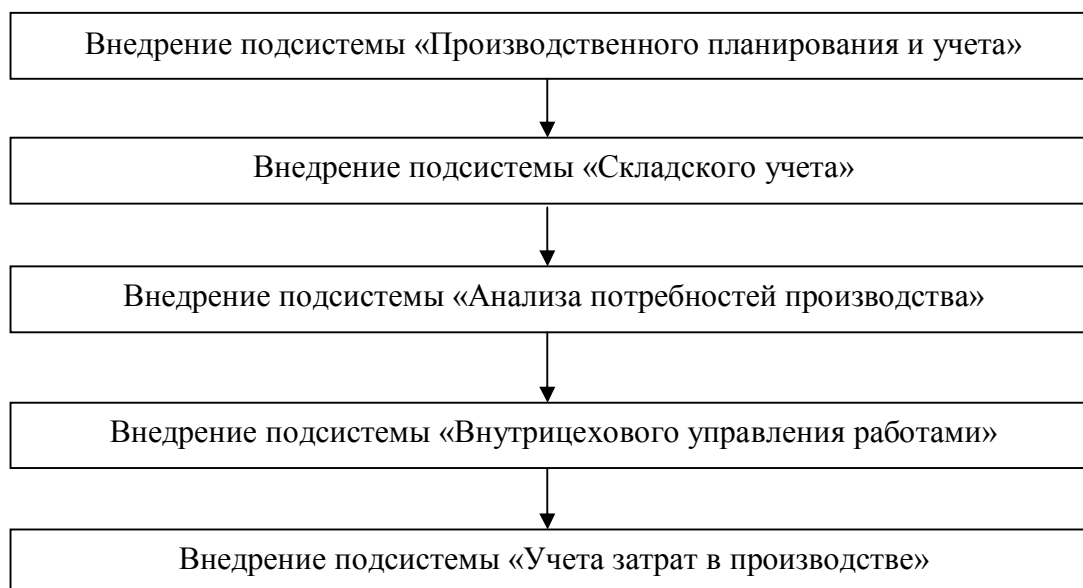 Внедрение подсистемы «Производственного планирования и учета»
Внедрение подсистемы «Складского учета»
Внедрение подсистемы «Анализа потребностей производства»
Внедрение подсистемы «Внутрицехового управления работами»
Внедрение подсистемы «Учета затрат в производстве»